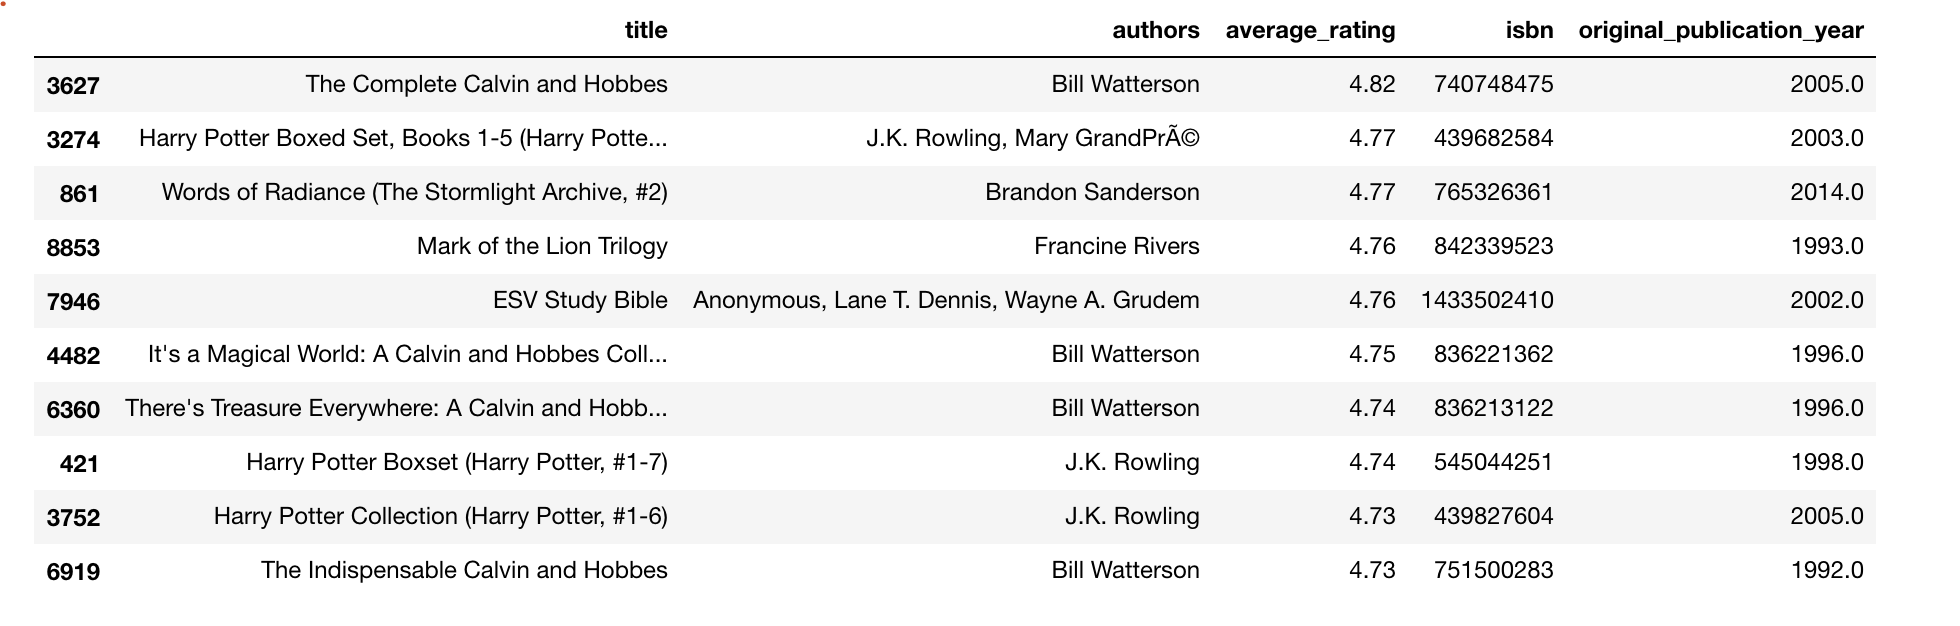 title authors average_rating isbn original_publication_year
3627 The Complete Calvin and Hobbes Bill Watterson 4.82 740748475 2005.0
3274 Harry Potter Boxed Set, Books 1-5 (Harry Potte... J.K. Rowling, Mary GrandPrÃ© 4.77 439682584 2003.0
861 Words of Radiance (The Stormlight Archive, #2) Brandon Sanderson 4.77 765326361 2014.0
8853 Mark of the Lion Trilogy Francine Rivers 4.76 842339523 1993.0
7946 ESV Study Bible Anonymous, Lane T. Dennis, Wayne A. Grudem 4.76 1433502410 2002.0
4482 It's a Magical World: A Calvin and Hobbes Coll... Bill Watterson 4.75 836221362 1996.0
6360 There's Treasure Everywhere: A Calvin and Hobb... Bill Watterson 4.74 836213122 1996.0
421 Harry Potter Boxset (Harry Potter, #1-7) J.K. Rowling 4.74 545044251 1998.0
3752 Harry Potter Collection (Harry Potter, #1-6) J.K. Rowling 4.73 439827604 2005.0
6919 The Indispensable Calvin and Hobbes Bill Watterson 4.73 751500283 1992.0